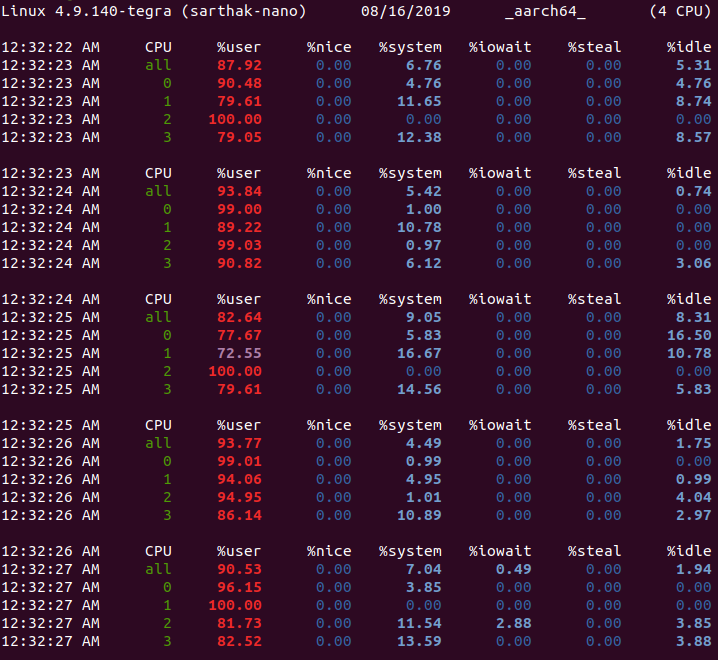 Linux 4.9.140-tegra (sarthak-nano) 08/16/2019 _aarch64_ (4 CPU)
12:32:22 AM CPU %user %nice %system %iowait %steal %idle
12:32:23 AM all 87.92 0.00 6.76 0.00 0.00 5.31
12:32:23 AM 0 90.48 0.00 4.76 0.00 0.00 4.76
12:32:23 AM 1 79.61 0.00 11.65 0.00 0.00 8.74
12:32:23 AM 2 100.00 0.00 0.00 0.00 0.00 0.00
12:32:23 AM 3 79.05 0.00 12.38 0.00 0.00 8.57
12:32:23 AM CPU %user %nice %system %iowait %steal %idle
12:32:24 AM all 93.84 0.00 5.42 0.00 0.00 0.74
12:32:24 AM 0 99.00 0.00 1.00 0.00 0.00 0.00
12:32:24 AM 1 89.22 0.00 10.78 0.00 0.00 0.00
12:32:24 AM 2 99.03 0.00 0.97 0.00 0.00 0.00
12:32:24 AM 3 90.82 0.00 6.12 0.00 0.00 3.06
12:32:24 AM CPU %user %nice %system %iowait %steal %idle
12:32:25 AM all 82.64 0.00 9.05 0.00 0.00 8.31
12:32:25 AM 0 77.67 0.00 5.83 0.00 0.00 16.50
12:32:25 AM 1 72.55 0.00 16.67 0.00 0.00 10.78
12:32:25 AM 2 100.00 0.00 0.00 0.00 0.00 0.00
12:32:25 AM 3 79.61 0.00 14.56 0.00 0.00 5.83
12:32:25 AM CPU %user %nice %system %iowait %steal %idle
12:32:26 AM all 93.77 0.00 4.49 0.00 0.00 1.75
12:32:26 AM 0 99.01 0.00 0.99 0.00 0.00 0.00
12:32:26 AM 1 94.06 0.00 4.95 0.00 0.00 0.99
12:32:26 AM 2 94.95 0.00 1.01 0.00 0.00 4.04
12:32:26 AM 3 86.14 0.00 10.89 0.00 0.00 2.97
12:32:26 AM CPU %user %nice %system %iowait %steal %idle
12:32:27 AM all 90.53 0.00 7.04 0.49 0.00 1.94
12:32:27 AM 0 96.15 0.00 3.85 0.00 0.00 0.00
12:32:27 AM 1 100.00 0.00 0.00 0.00 0.00 0.00
12:32:27 AM 2 81.73 0.00 11.54 2.88 0.00 3.85
12:32:27 AM 3 82.52 0.00 13.59 0.00 0.00 3.88